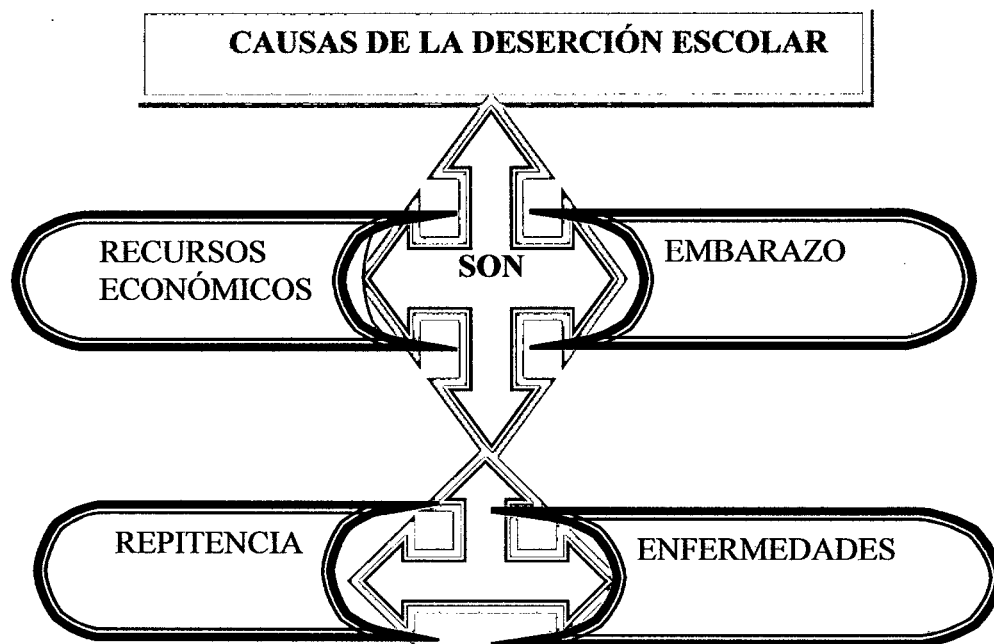 CAUSAS DE LA DESERCIÓN ESCOLAR
RECURSOS
ECONÓMICOS
SON
EMBARAZO
REPITENCIA
ENFERMEDADES